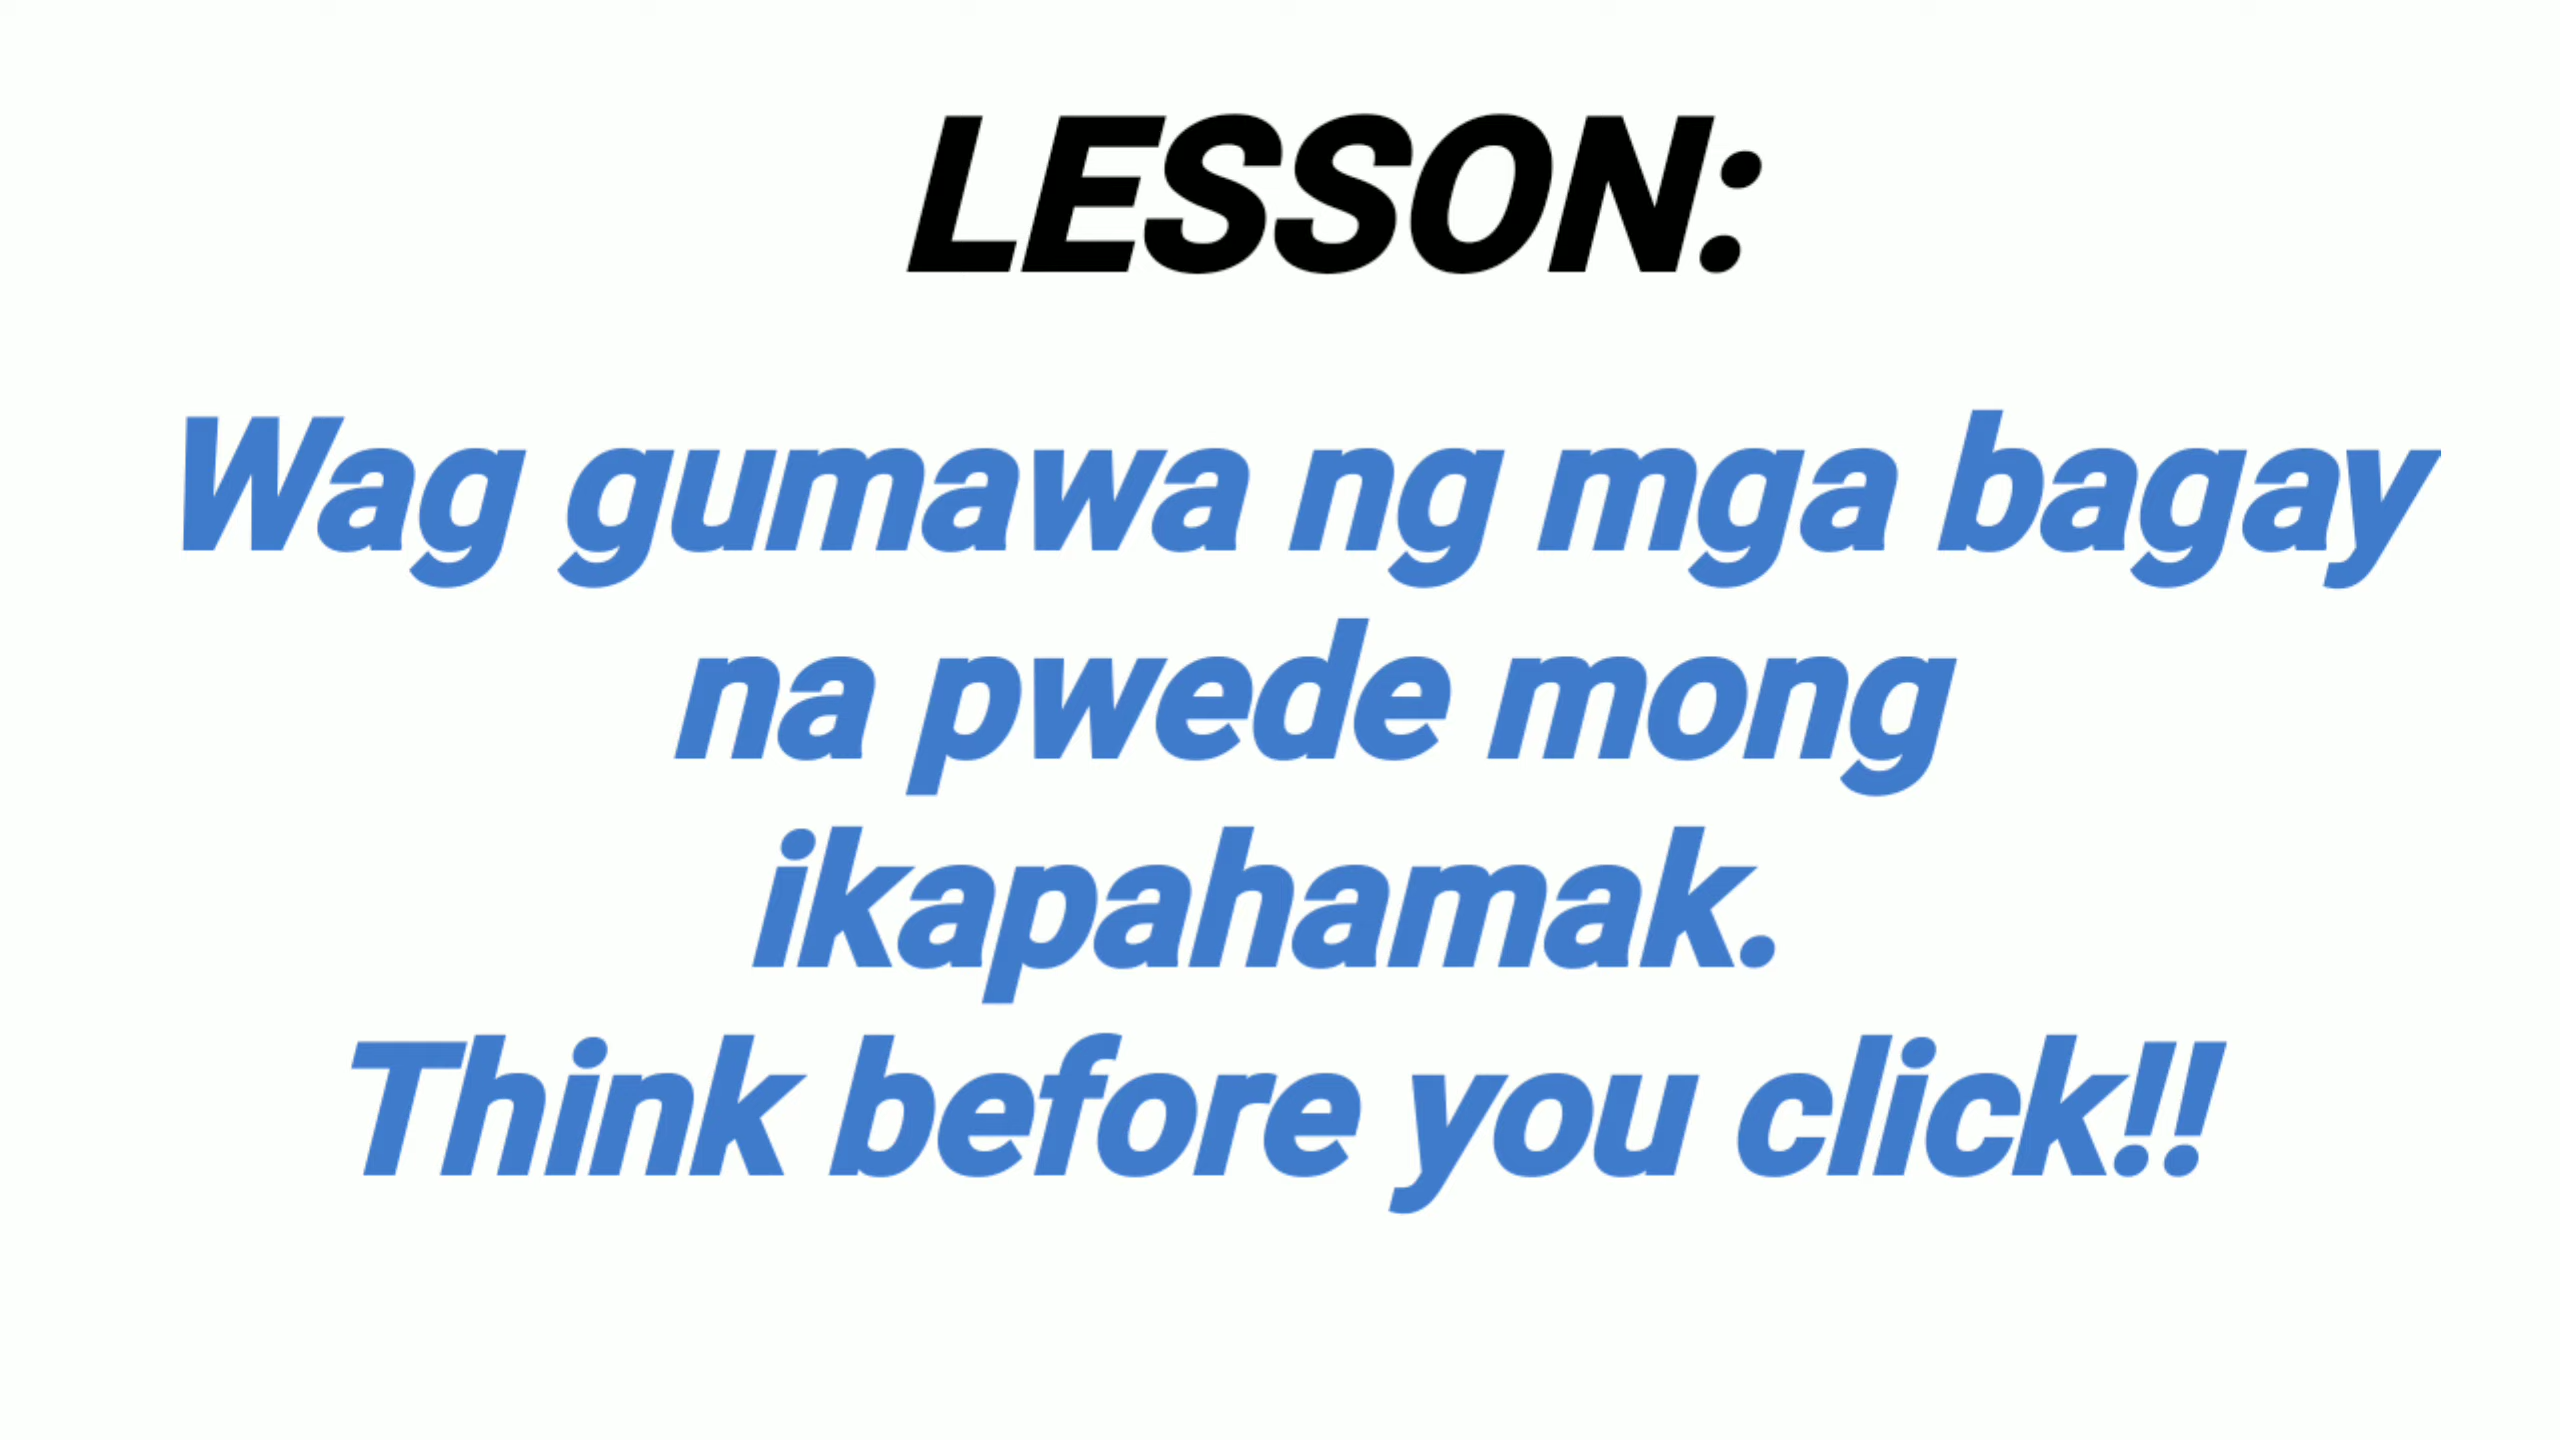 LESSON:
Wag gumawa ng mga bagay
na pwede mong
ikapahamak.
Think before you click!!